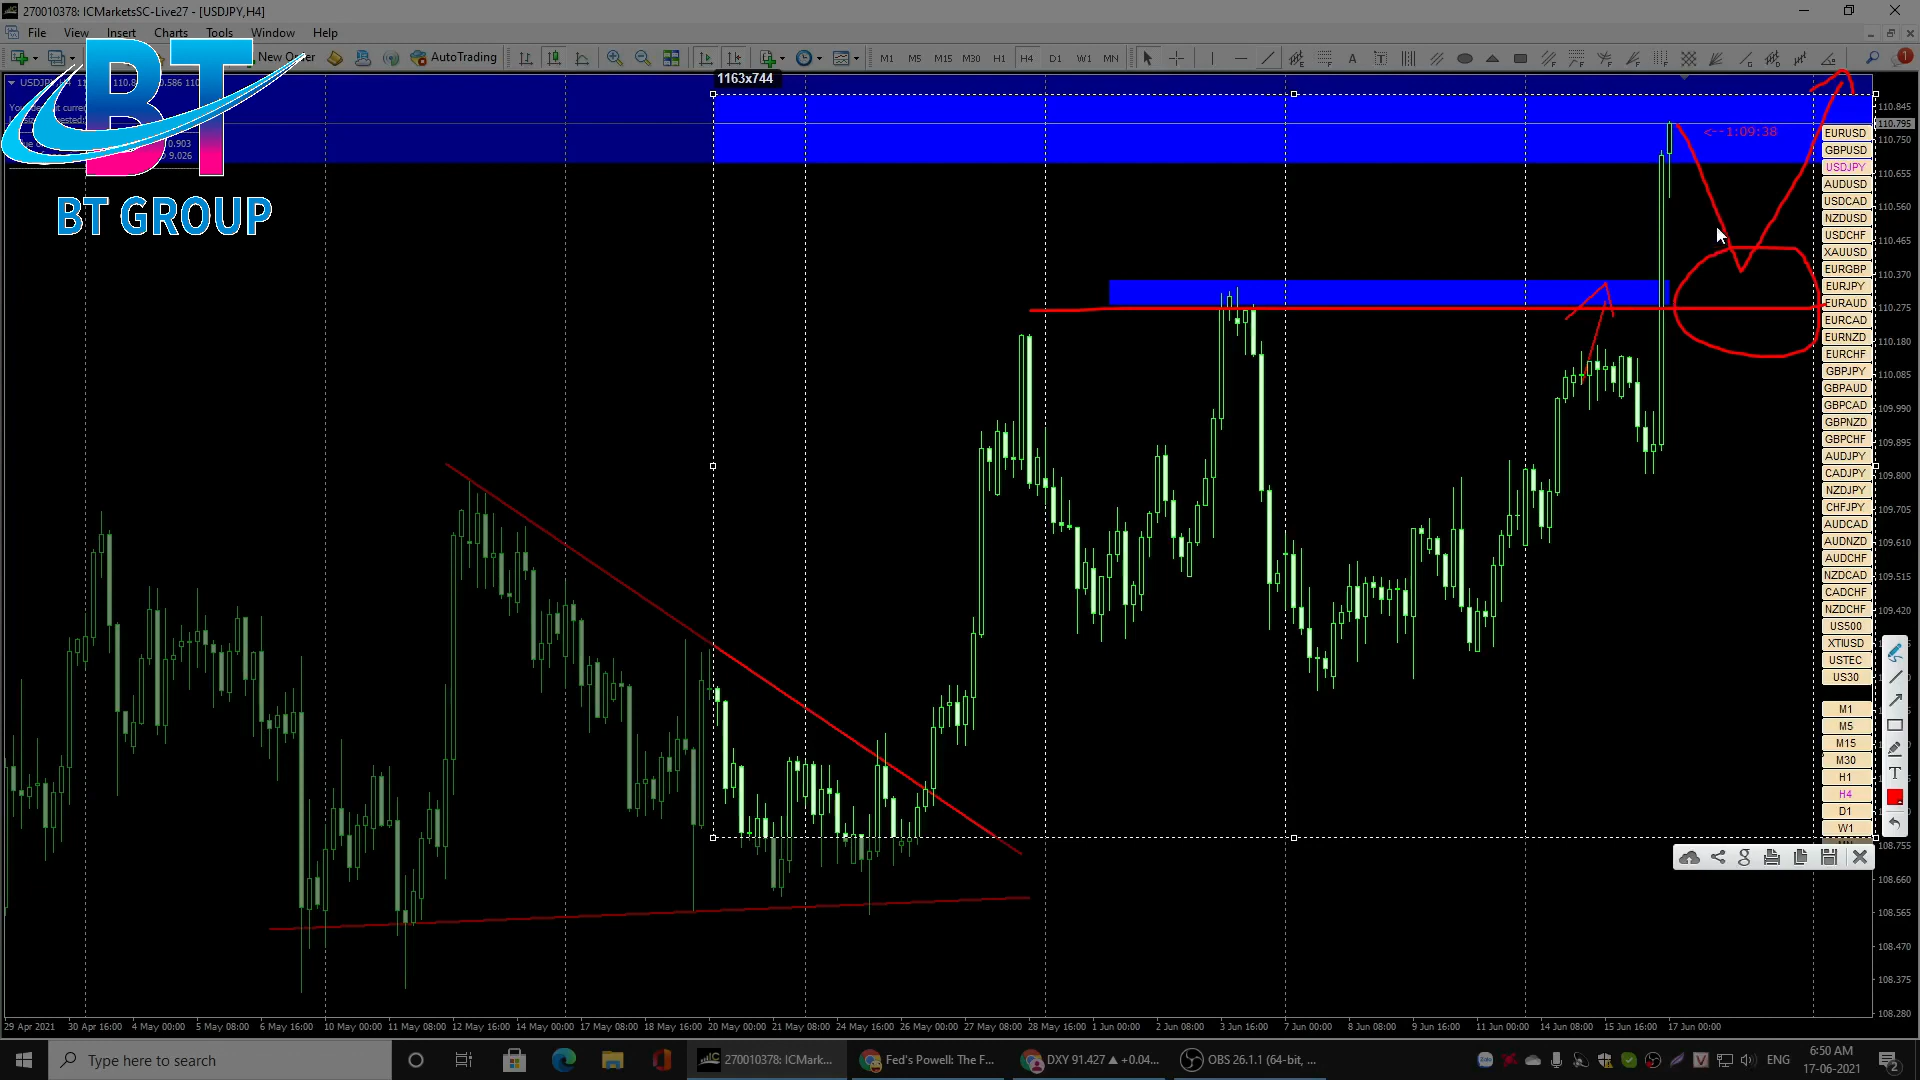 270010378: ICMarketsSC-Live27 - [USDJPY,H4]
File View Insert Charts Tools Window Help
New Order AutoTrading M1 M5 M15 M30 H1 H4 D1 W1 MN
1163x744
BT
BT GROUP
0.903
9.026
<--1:09:38
110.845
110.795
110.750
110.655
110.560
110.465
110.370
110.275
110.180
110.085
109.990
109.895
109.800
109.705
109.610
109.515
109.420
108.755
108.660
108.565
108.470
108.375
108.280
EURUSD
GBPUSD
USDJPY
AUDUSD
USDCAD
NZDUSD
USDCHF
XAUUSD
EURGBP
EURJPY
EURAUD
EURCAD
EURNZD
EURCHF
GBPJPY
GBPAUD
GBPCAD
GBPNZD
GBPCHF
AUDJPY
CADJPY
NZDJPY
CHFJPY
AUDCAD
AUDNZD
AUDCHF
NZDCAD
CADCHF
NZDCHF
US500
XTIUSD
USTEC
US30
M1
M5
M15
M30
H1
H4
D1
W1
29 Apr 2021 30 Apr 16:00 4 May 00:00 5 May 08:00 6 May 16:00 10 May 00:00 11 May 08:00 12 May 16:00 14 May 00:00 17 May 08:00 18 May 16:00 20 May 00:00 21 May 08:00 24 May 16:00 26 May 00:00 27 May 08:00 28 May 16:00 1 Jun 00:00 2 Jun 08:00 3 Jun 16:00 7 Jun 00:00 8 Jun 08:00 9 Jun 16:00 11 Jun 00:00 14 Jun 08:00 15 Jun 16:00 17 Jun 00:00
Type here to search
270010378: ICMark...
Fed's Powell: The F...
DXY 91.427 ▲ +0.04...
OBS 26.1.1 (64-bit, ...
ENG
6:50 AM
17-06-2021
2